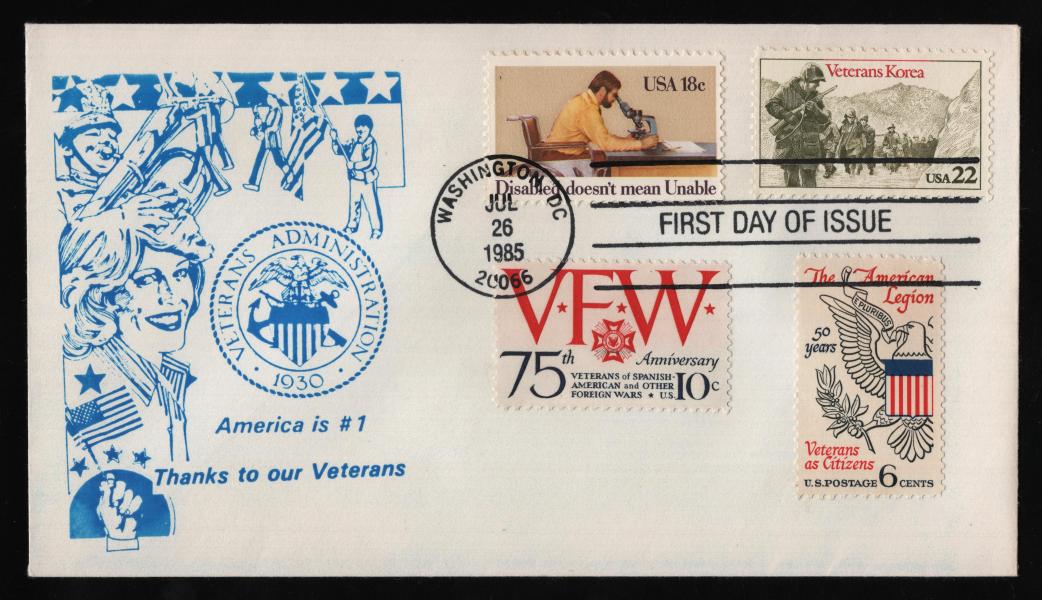 VETERANS ADMINISTRATION
1930
America is #1
Thanks to our Veterans
USA 18c
Disabled doesn't mean Unable
Veterans Korea
USA 22
WASHINGTON, DC
JUL
26
1985
20066
FIRST DAY OF ISSUE
VFW
75th
Anniversary
VETERANS OF SPANISH-
AMERICAN and OTHER
FOREIGN WARS ★ U.S. 10c
The American
Legion
E PLURIBUS
50
years
Veterans
as Citizens
U.S. POSTAGE 6 CENTS